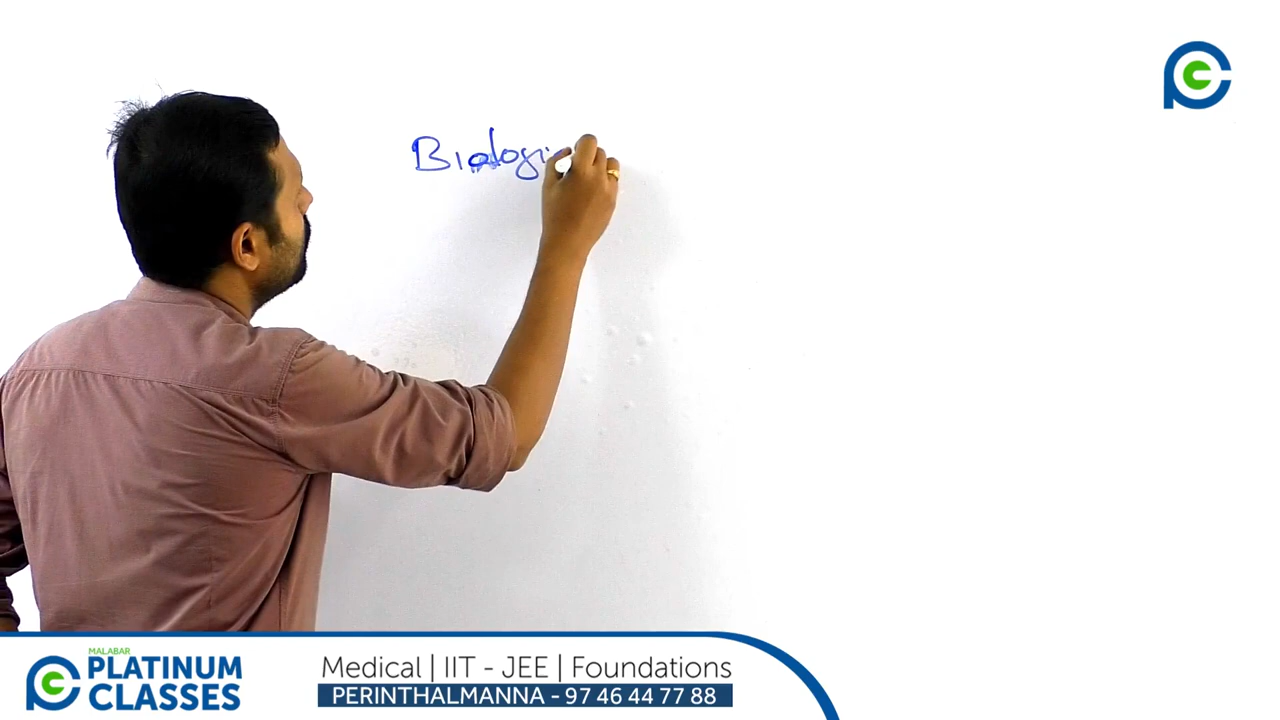 Biologi
MALABAR
PLATINUM
CLASSES
Medical | IIT - JEE | Foundations
PERINTHALMANNA - 97 46 44 77 88